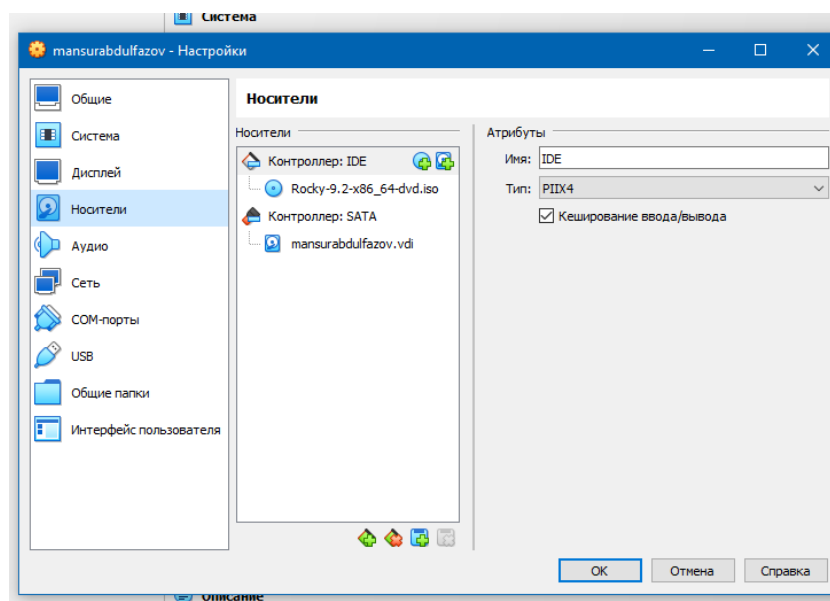 Система
mansurabdulfazov - Настройки
Общие
Система
Дисплей
Носители
Аудио
Сеть
COM-порты
USB
Общие папки
Интерфейс пользователя
Носители
Носители
Контроллер: IDE
Rocky-9.2-x86_64-dvd.iso
Контроллер: SATA
mansurabdulfazov.vdi
Атрибуты
Имя: IDE
Тип: PIIX4
Кеширование ввода/вывода
OK Отмена Справка
Описание